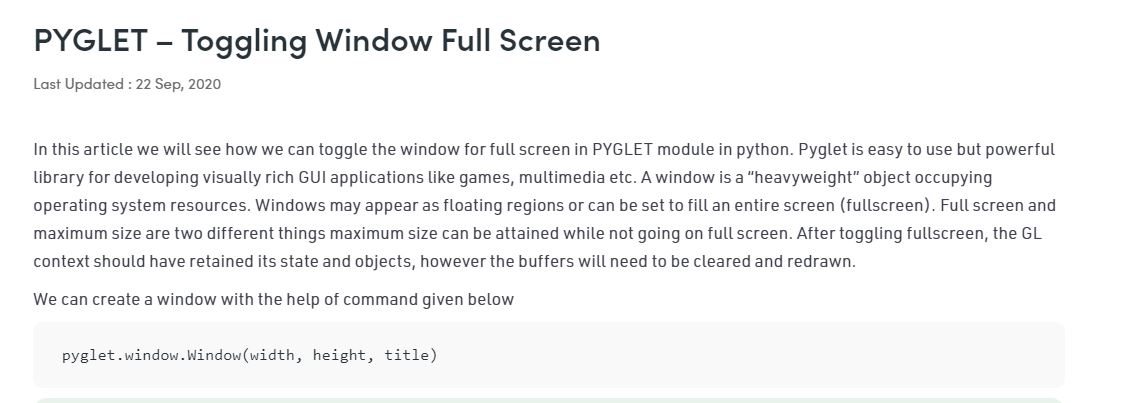 PYGLET – Toggling Window Full Screen
Last Updated : 22 Sep, 2020
In this article we will see how we can toggle the window for full screen in PYGLET module in python. Pyglet is easy to use but powerful
library for developing visually rich GUI applications like games, multimedia etc. A window is a “heavyweight” object occupying
operating system resources. Windows may appear as floating regions or can be set to fill an entire screen (fullscreen). Full screen and
maximum size are two different things maximum size can be attained while not going on full screen. After toggling fullscreen, the GL
context should have retained its state and objects, however the buffers will need to be cleared and redrawn.
We can create a window with the help of command given below
pyglet.window.Window(width, height, title)